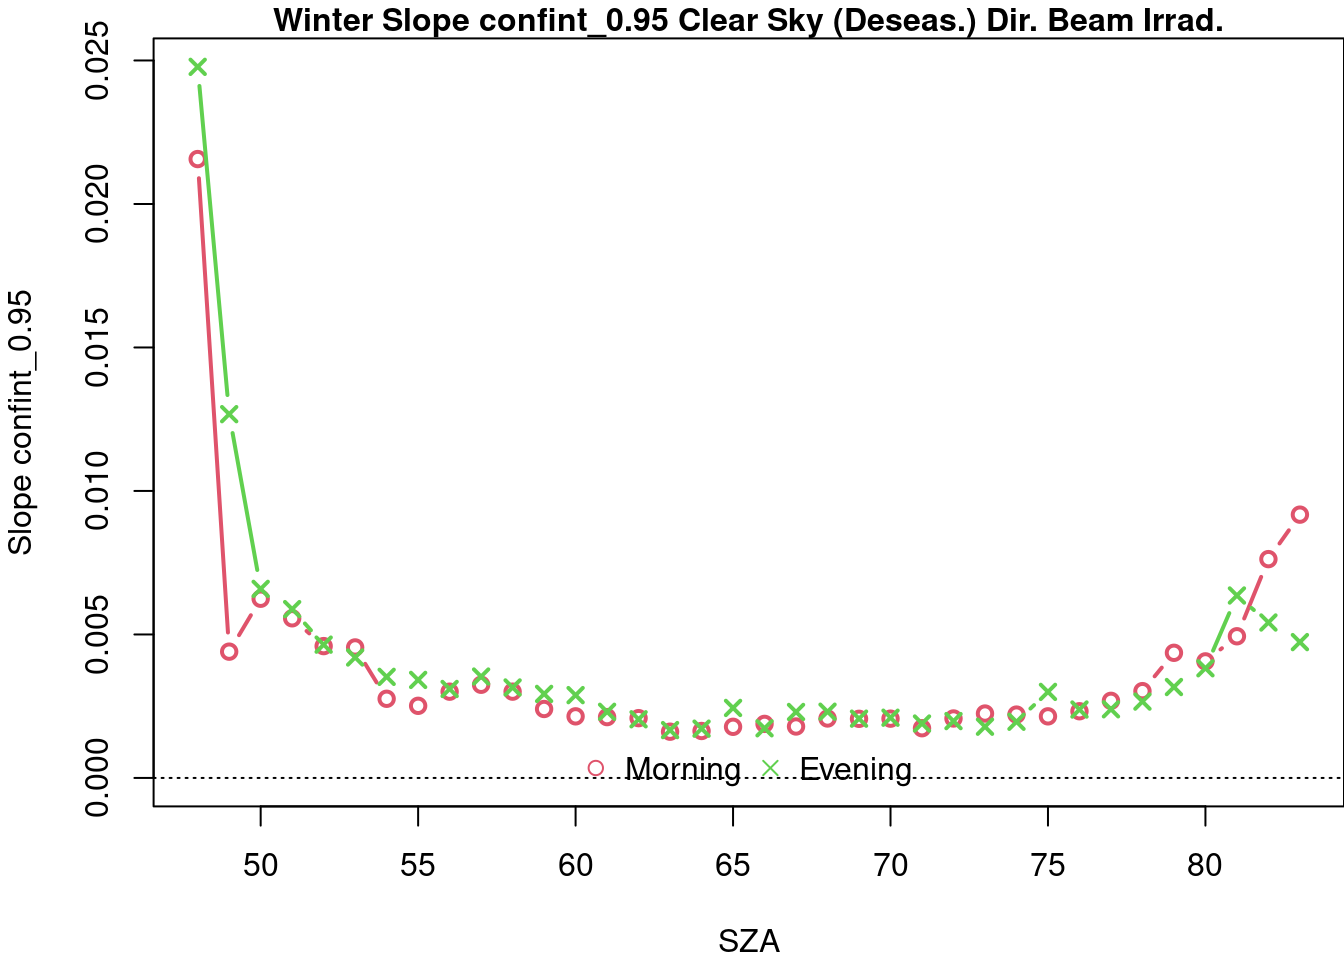 Winter Slope confint_0.95 Clear Sky (Deseas.) Dir. Beam Irrad.
Slope confint_0.95
0.025
0.020
0.015
0.010
0.005
0.000
Morning Evening
50 55 60 65 70 75 80
SZA